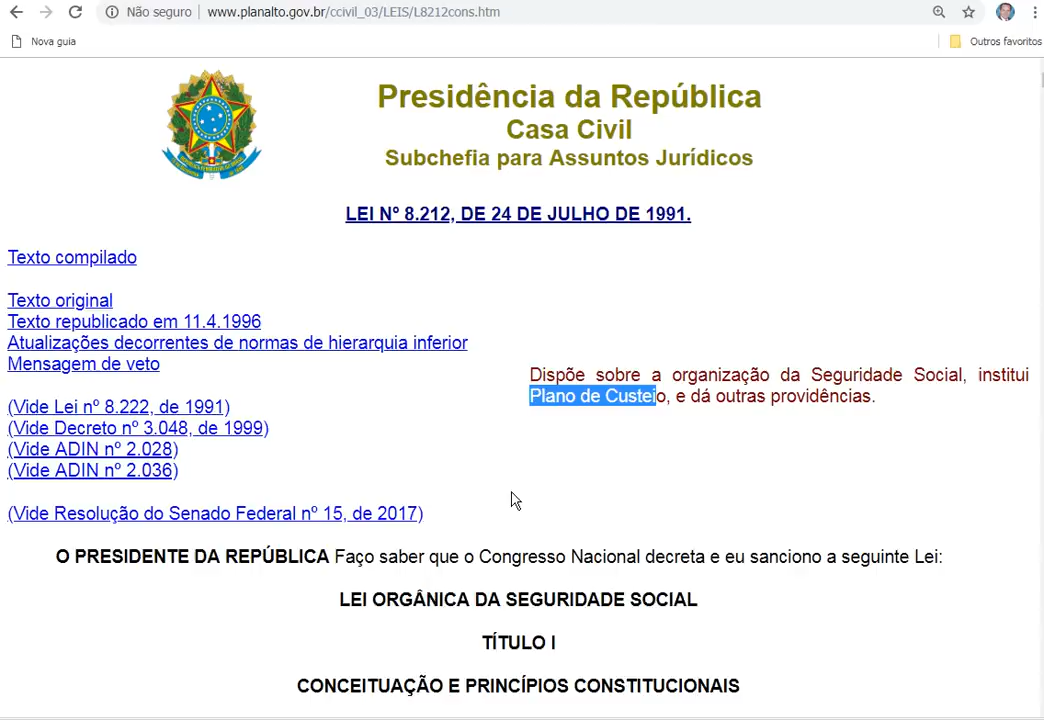 Não seguro | www.planalto.gov.br/ccivil_03/LEIS/L8212cons.htm
Nova guia
Outros favoritos
Presidência da República
Casa Civil
Subchefia para Assuntos Jurídicos
LEI Nº 8.212, DE 24 DE JULHO DE 1991.
Texto compilado
Texto original
Texto republicado em 11.4.1996
Atualizações decorrentes de normas de hierarquia inferior
Mensagem de veto
Dispõe sobre a organização da Seguridade Social, institui
Plano de Custeio, e dá outras providências.
(Vide Lei nº 8.222, de 1991)
(Vide Decreto nº 3.048, de 1999)
(Vide ADIN nº 2.028)
(Vide ADIN nº 2.036)
(Vide Resolução do Senado Federal nº 15, de 2017)
O PRESIDENTE DA REPÚBLICA Faço saber que o Congresso Nacional decreta e eu sanciono a seguinte Lei:
LEI ORGÂNICA DA SEGURIDADE SOCIAL
TÍTULO I
CONCEITUAÇÃO E PRINCÍPIOS CONSTITUCIONAIS